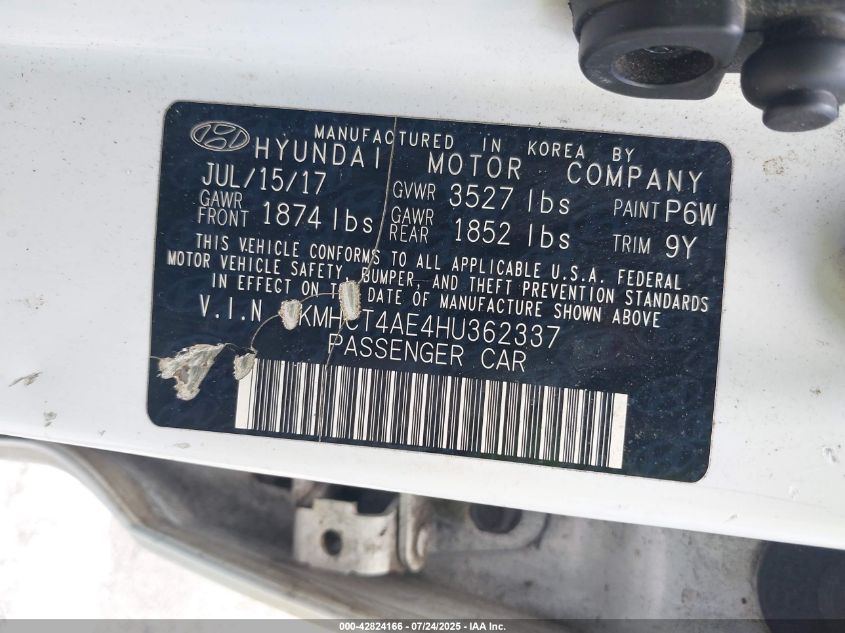 MANUFACTURED IN KOREA BY
HYUNDAI MOTOR COMPANY
JUL/15/17 GVWR 3527 lbs PAINT P6W
GAWR FRONT 1874 lbs GAWR REAR 1852 lbs TRIM 9Y
THIS VEHICLE CONFORMS TO ALL APPLICABLE U.S.A. FEDERAL
MOTOR VEHICLE SAFETY, BUMPER, AND THEFT PREVENTION STANDARDS
IN EFFECT ON THE DATE OF MANUFACTURE SHOWN ABOVE
V.I.N KMHCT4AE4HU362337
PASSENGER CAR
000-42824166 - 07/24/2025 - IAA Inc.